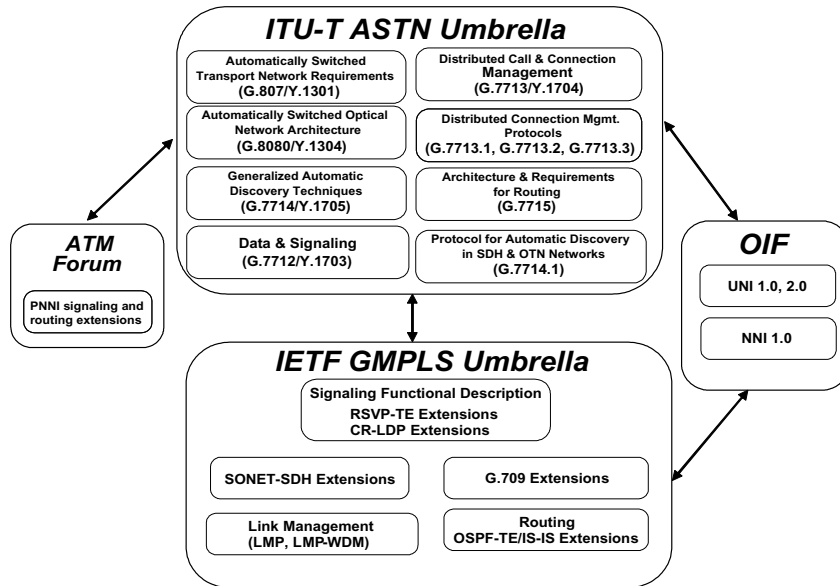 ITU-T ASTN Umbrella
Automatically Switched
Transport Network Requirements
(G.807/Y.1301)
Distributed Call & Connection
Management
(G.7713/Y.1704)
Automatically Switched Optical
Network Architecture
(G.8080/Y.1304)
Distributed Connection Mgmt.
Protocols
(G.7713.1, G.7713.2, G.7713.3)
Generalized Automatic
Discovery Techniques
(G.7714/Y.1705)
Architecture & Requirements
for Routing
(G.7715)
Data & Signaling
(G.7712/Y.1703)
Protocol for Automatic Discovery
in SDH & OTN Networks
(G.7714.1)
ATM
Forum
PNNI signaling and
routing extensions
OIF
UNI 1.0, 2.0
NNI 1.0
IETF GMPLS Umbrella
Signaling Functional Description
RSVP-TE Extensions
CR-LDP Extensions
SONET-SDH Extensions
G.709 Extensions
Link Management
(LMP, LMP-WDM)
Routing
OSPF-TE/IS-IS Extensions